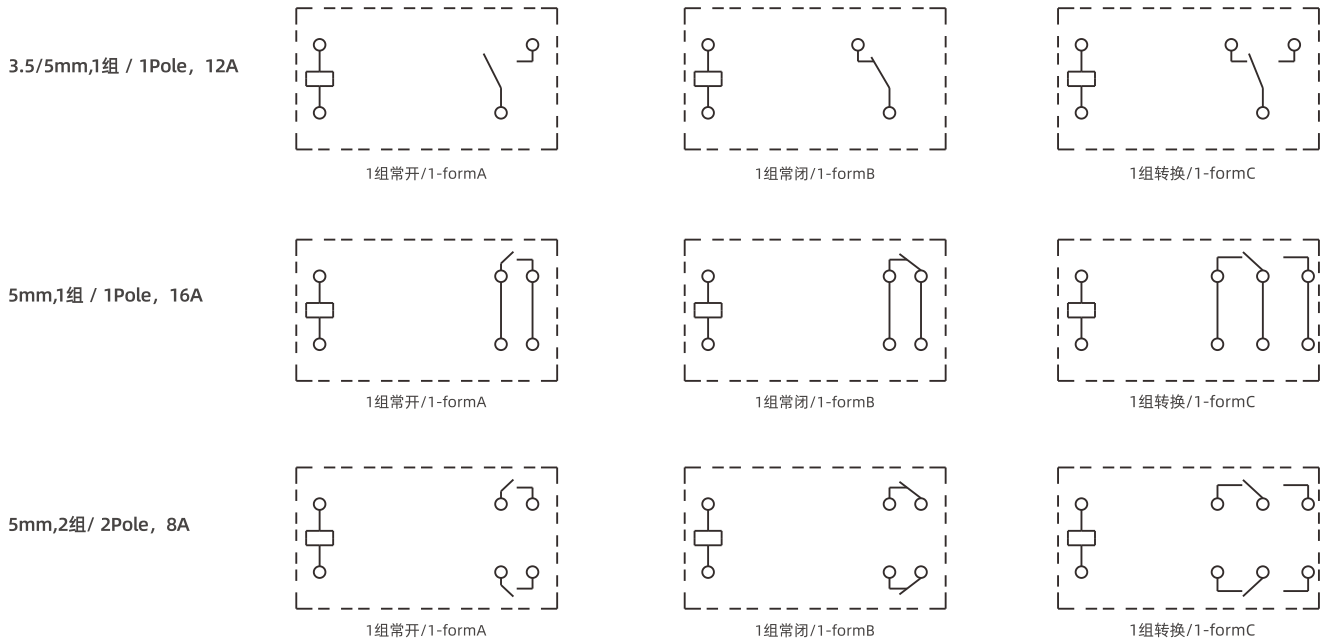 3.5/5mm,1组 / 1Pole，12A
1组常开/1-formA
1组常闭/1-formB
1组转换/1-formC
5mm,1组 / 1Pole，16A
1组常开/1-formA
1组常闭/1-formB
1组转换/1-formC
5mm,2组/ 2Pole，8A
1组常开/1-formA
1组常闭/1-formB
1组转换/1-formC